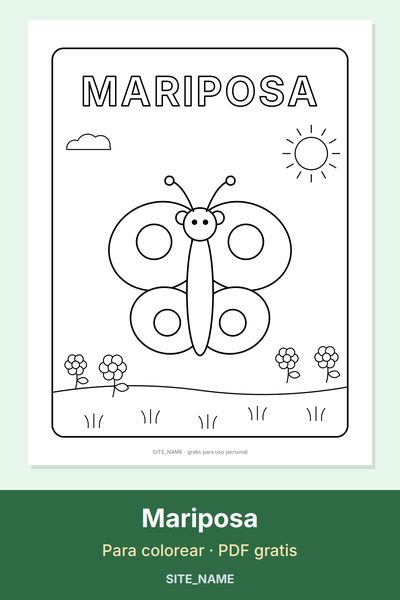 MARIPOSA
SITE_NAME · gratis para uso personal
Mariposa
Para colorear · PDF gratis
SITE_NAME